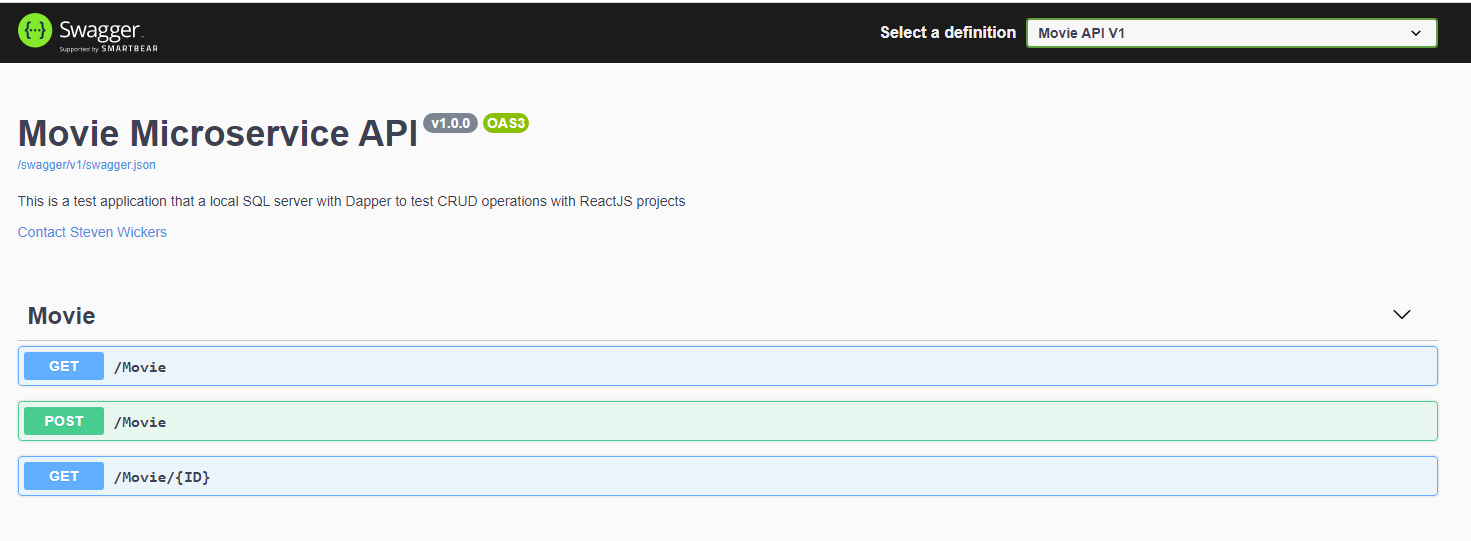 Swagger
Supported by SMARTBEAR
Select a definition
Movie API V1
Movie Microservice API v1.0.0 OAS3
/swagger/v1/swagger.json
This is a test application that a local SQL server with Dapper to test CRUD operations with ReactJS projects
Contact Steven Wickers
Movie
GET /Movie
POST /Movie
GET /Movie/{ID}